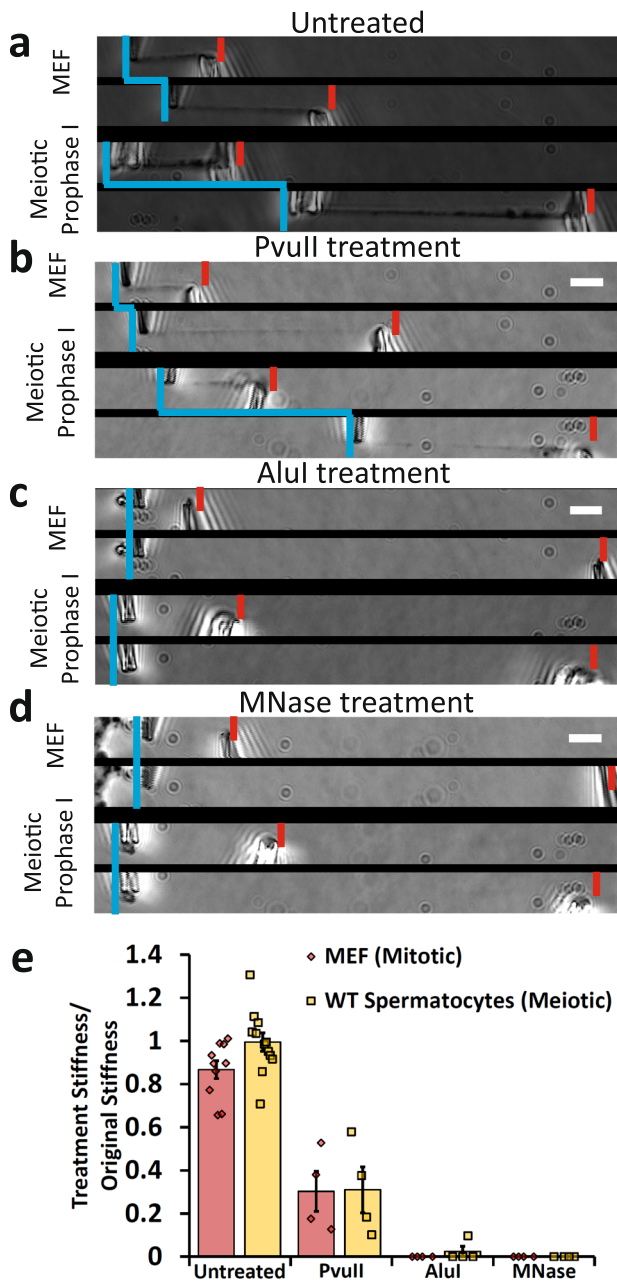 Untreated
a
MEF
Meiotic
Prophase I
PvuII treatment
b
MEF
Meiotic
Prophase I
AluI treatment
c
MEF
Meiotic
Prophase I
MNase treatment
d
MEF
Meiotic
Prophase I
e
MEF (Mitotic)
WT Spermatocytes (Meiotic)
Treatment Stiffness/
Original Stiffness
1.4
1.2
1
0.8
0.6
0.4
0.2
0
Untreated PvuII AluI MNase